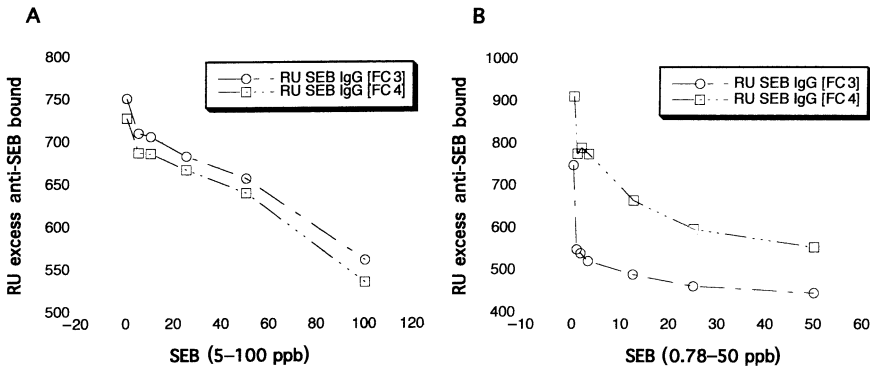 A
RU excess anti-SEB bound
800
750
700
650
600
550
500
RU SEB IgG [FC 3]
RU SEB IgG [FC 4]
−20 0 20 40 60 80 100 120
SEB (5–100 ppb)
B
RU excess anti-SEB bound
1000
900
800
700
600
500
400
RU SEB IgG [FC 3]
RU SEB IgG [FC 4]
−10 0 10 20 30 40 50 60
SEB (0.78–50 ppb)